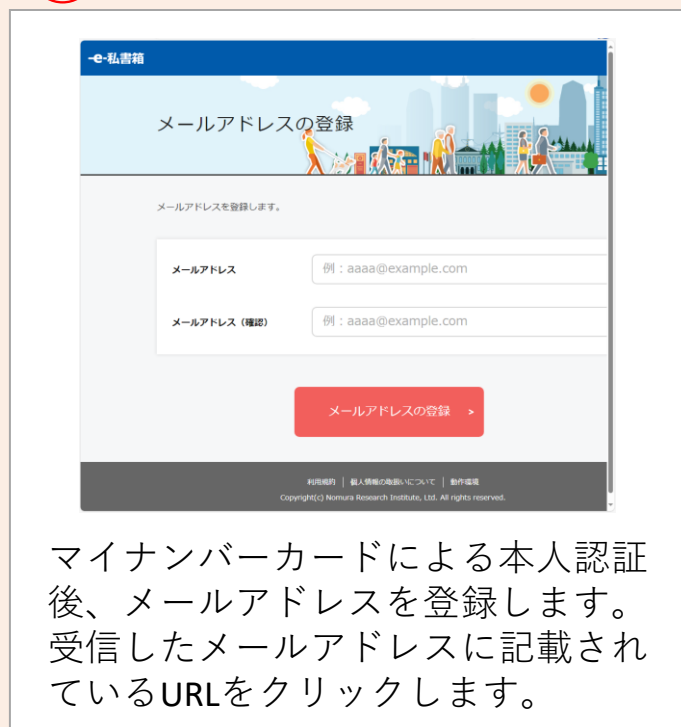 -e-私書箱
メールアドレスの登録
メールアドレスを登録します。
メールアドレス
例：aaaa@example.com
メールアドレス（確認）
例：aaaa@example.com
メールアドレスの登録 >
利用規約 | 個人情報の取扱いについて | 動作環境
Copyright(c) Nomura Research Institute, Ltd. All rights reserved.
マイナンバーカードによる本人認証
後、メールアドレスを登録します。
受信したメールアドレスに記載され
ているURLをクリックします。